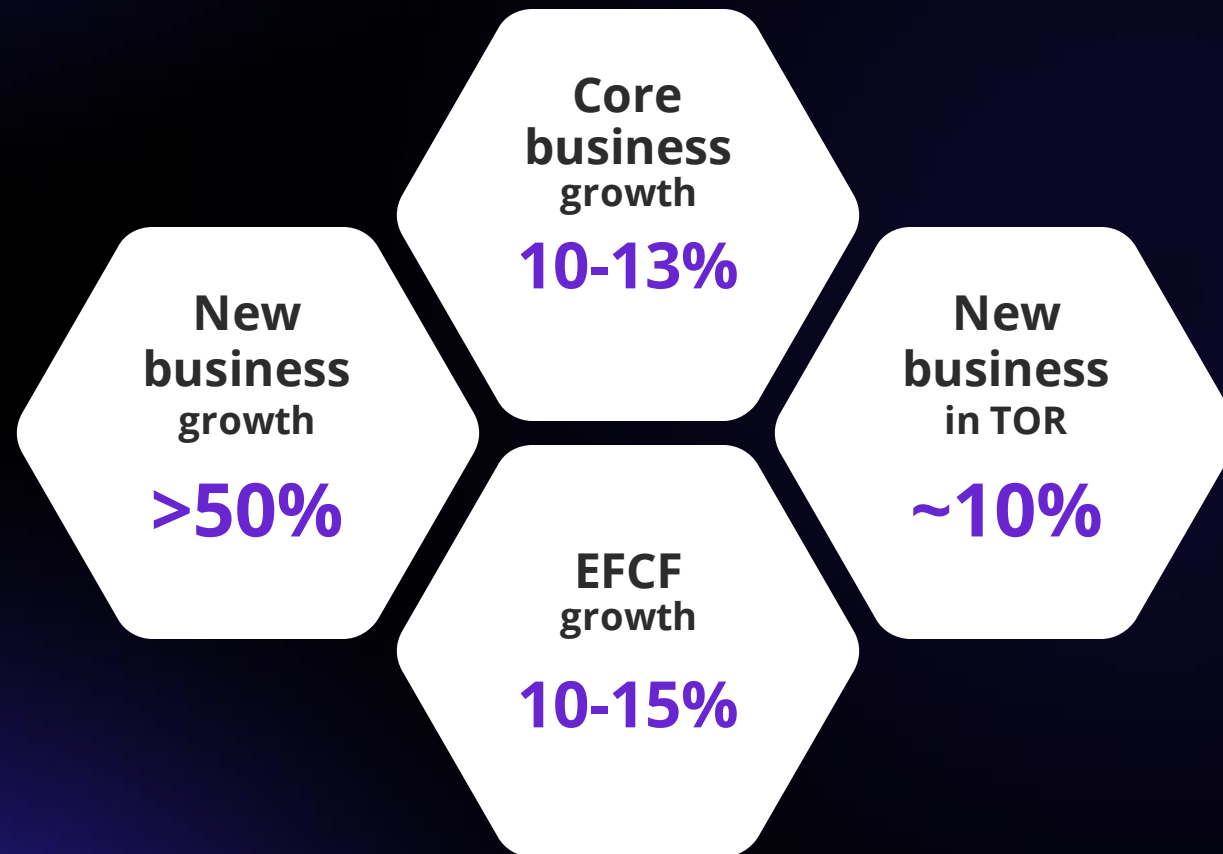 Core
business
growth
10-13%
New
business
growth
>50%
New
business
in TOR
~10%
EFCF
growth
10-15%